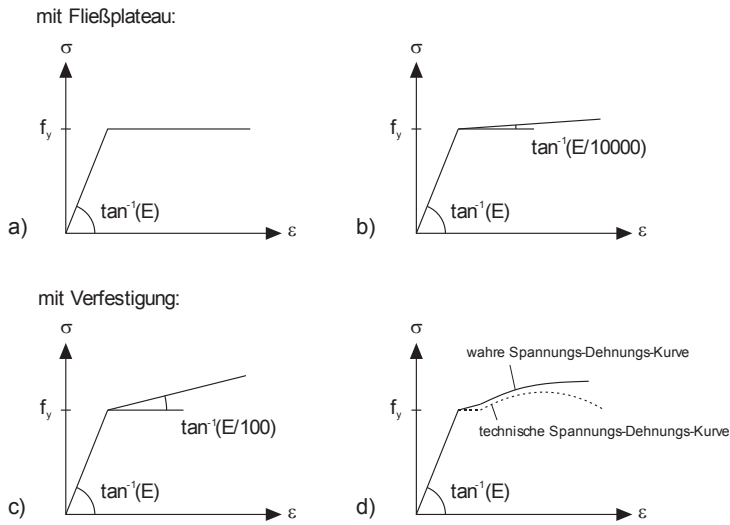 mit Fließplateau:
σ
f_y
tan⁻¹(E)
a)
ε
σ
f_y
tan⁻¹(E/10000)
tan⁻¹(E)
b)
ε
mit Verfestigung:
σ
f_y
tan⁻¹(E/100)
tan⁻¹(E)
c)
ε
σ
wahre Spannungs-Dehnungs-Kurve
f_y
technische Spannungs-Dehnungs-Kurve
tan⁻¹(E)
d)
ε